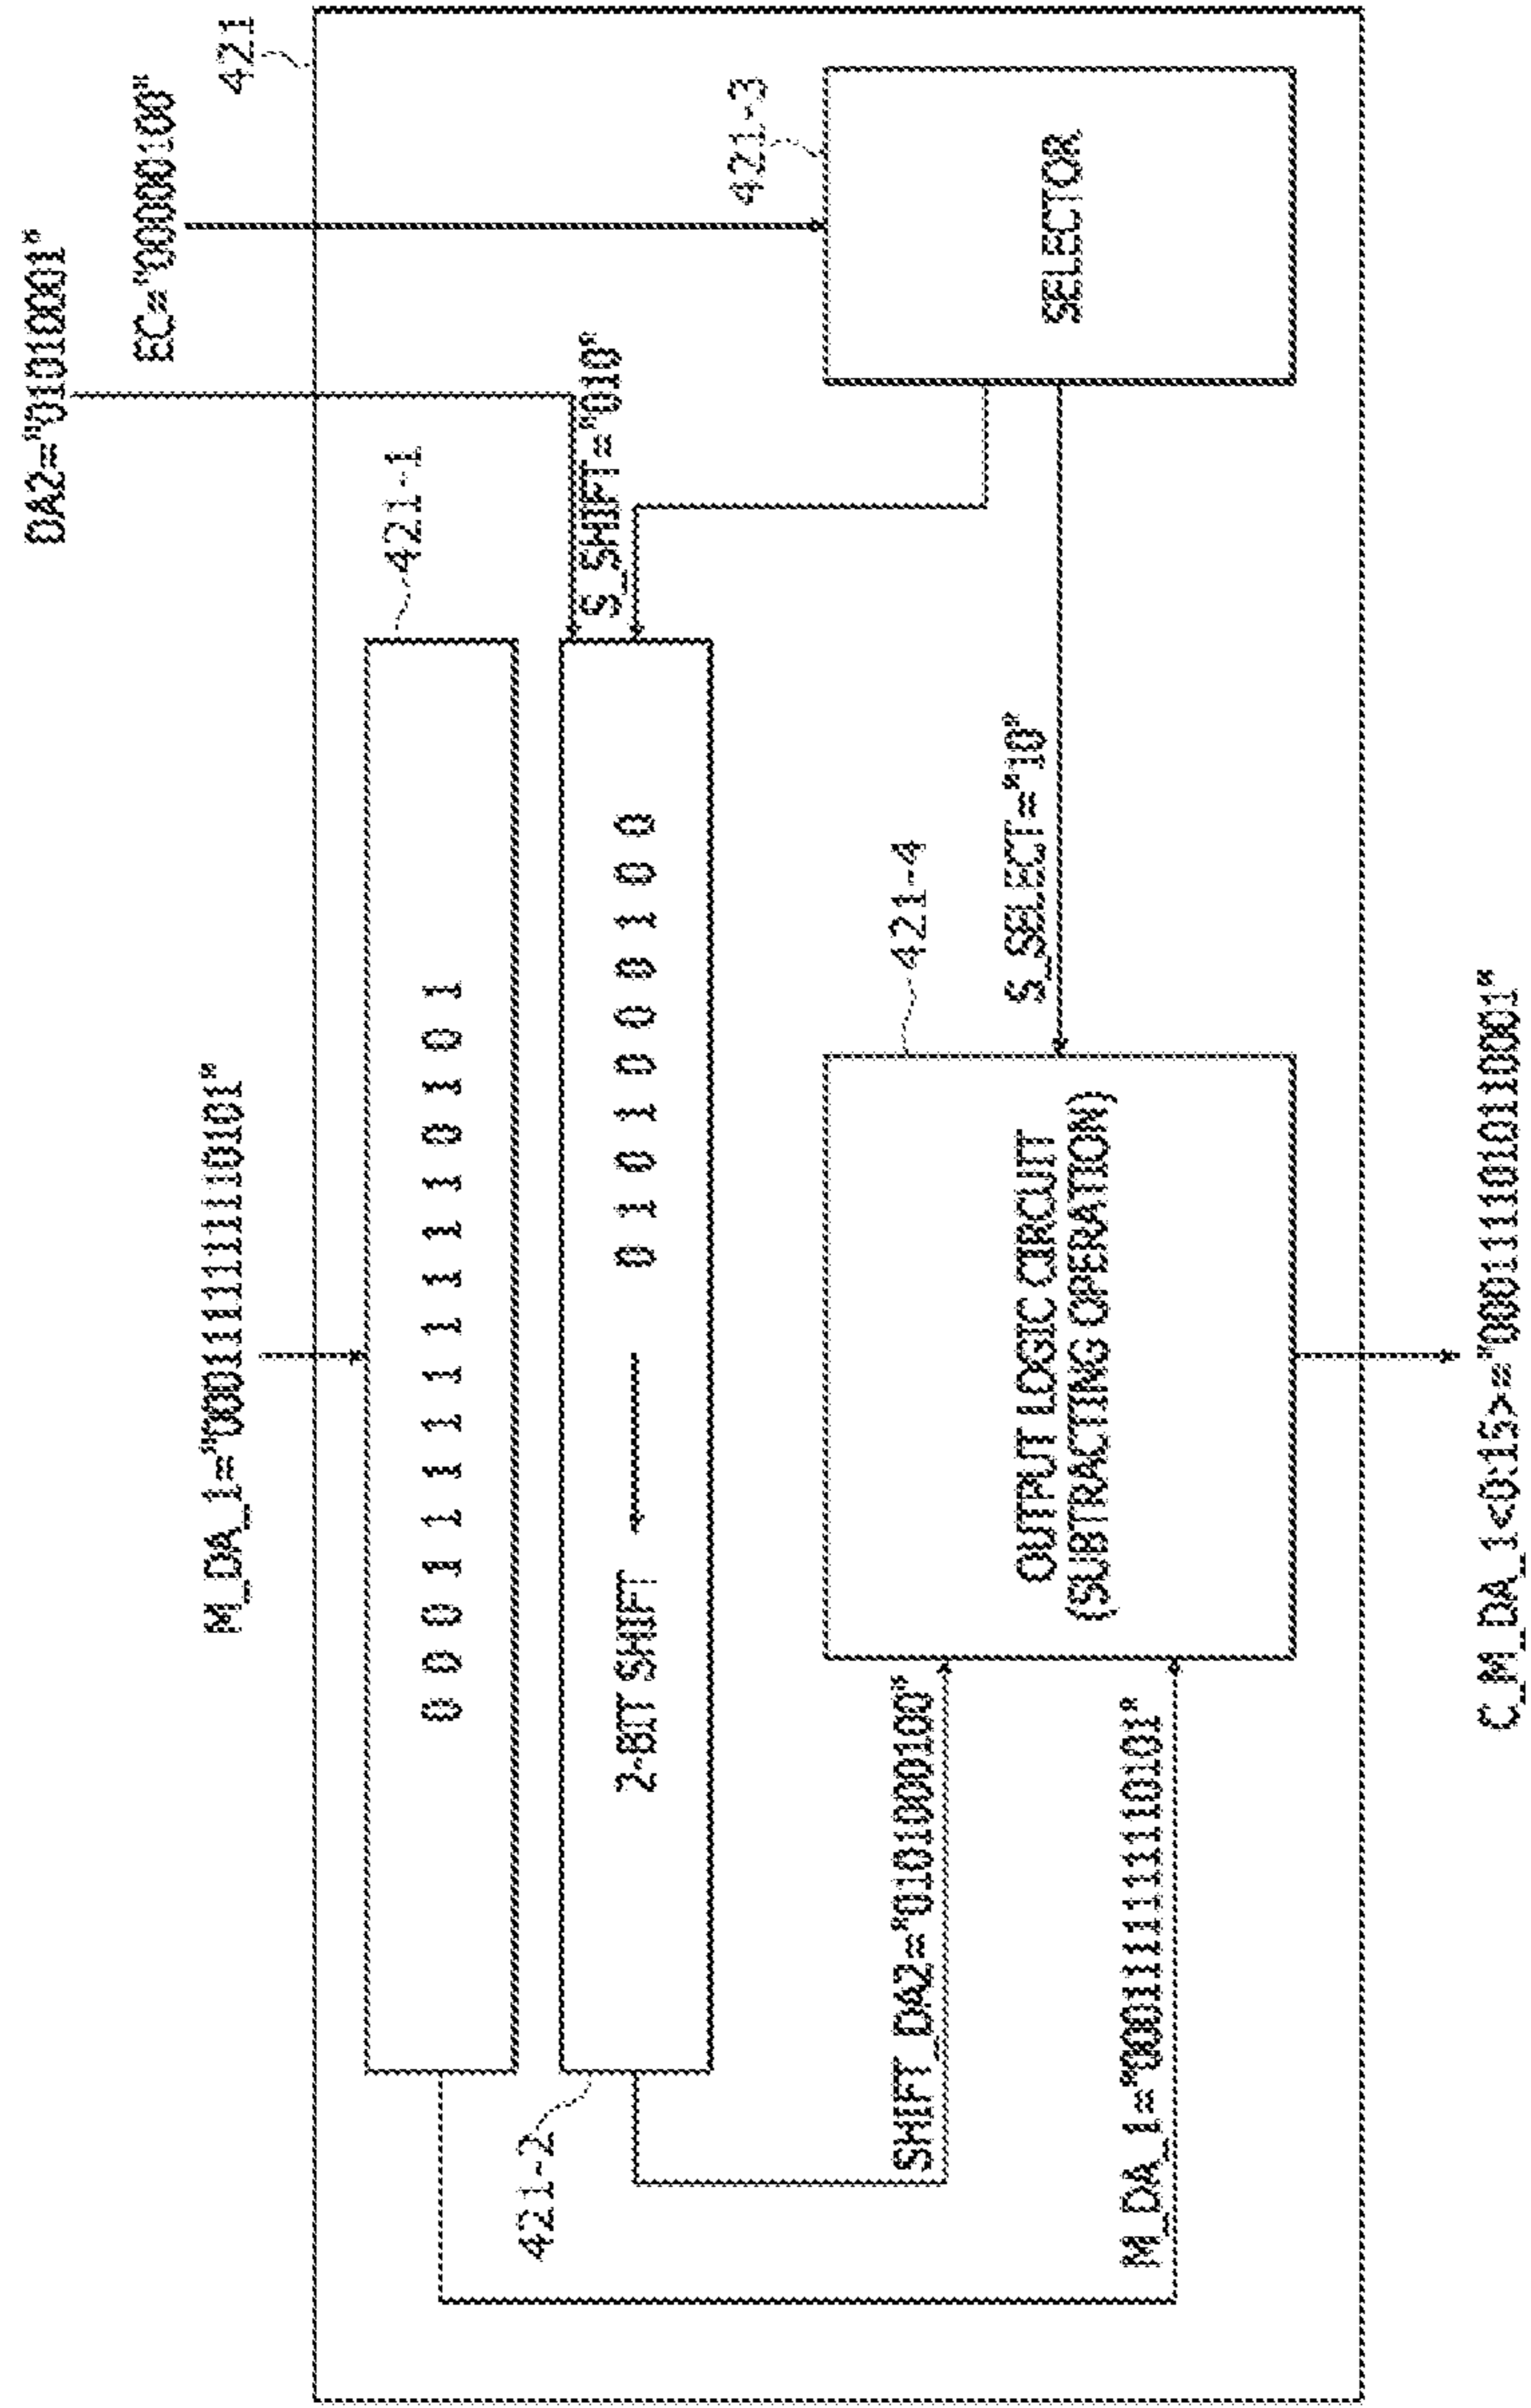 DA2="01010001"
EC="00000100"
M_DA_1="0001111111110101"
421
421-1
0 0 0 1 1 1 1 1 1 1 1 1 0 1 0 1
421-2
2-BIT SHIFT
0 1 0 1 0 0 0 1 0 0
S_SHIFT="010"
421-3
SELECTOR
SHIFT_DA2="0101000100"
421-4
S_SELECT="10"
OUTPUT LOGIC CIRCUIT
(SUBTRACTING OPERATION)
M_DA_1="0001111111110101"
C_M_DA_1<0:15>="0001111010110001"